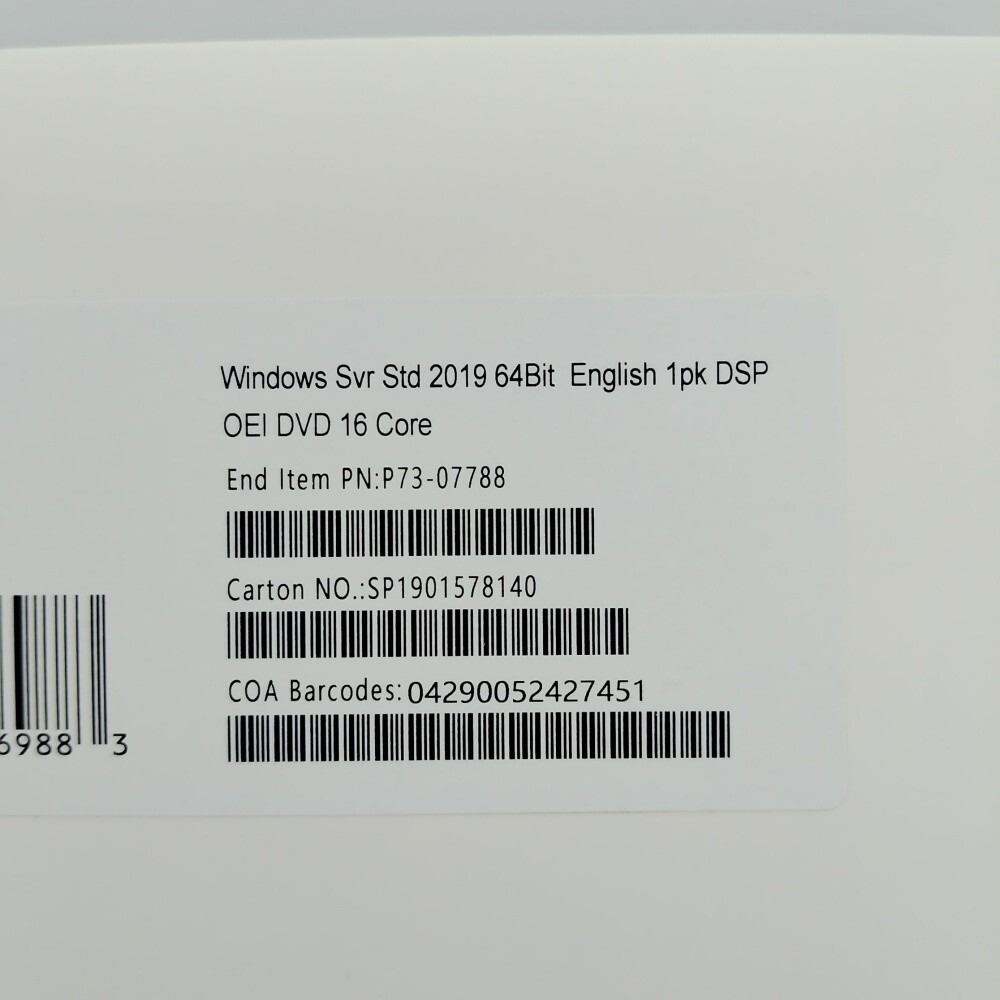 Windows Svr Std 2019 64Bit  English 1pk DSP
OEI DVD 16 Core
End Item PN:P73-07788
Carton NO.:SP1901578140
COA Barcodes:04290052427451
6988 3